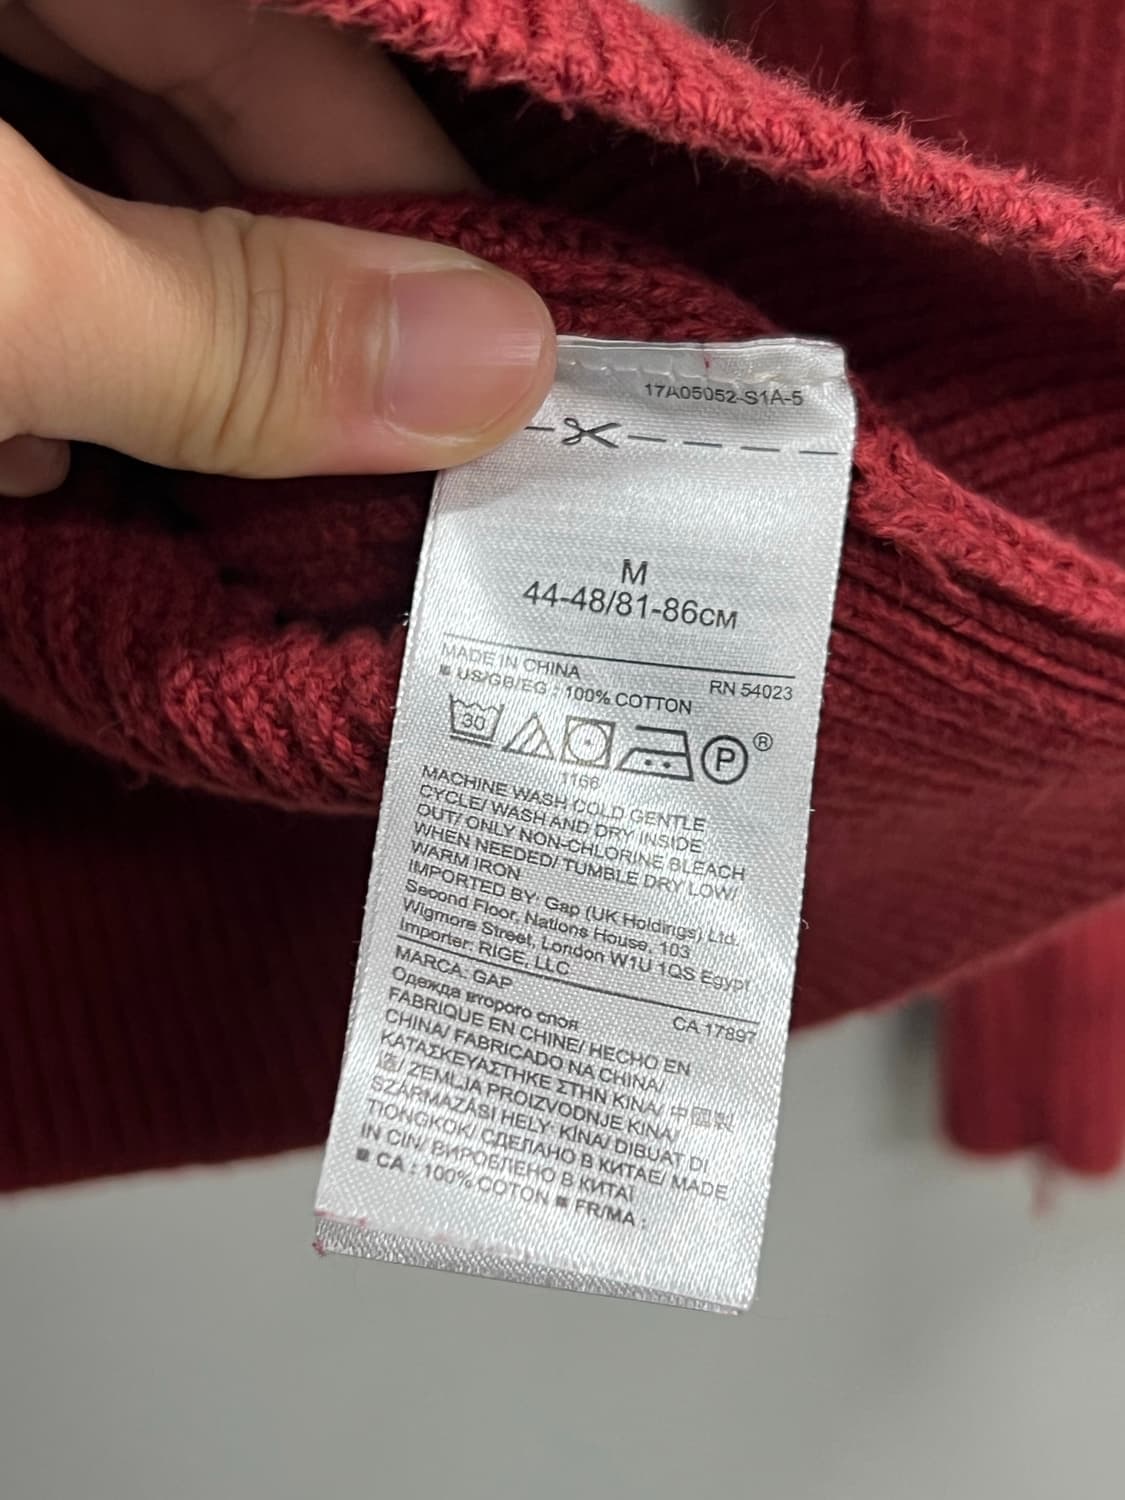 17A05052-S1A-5
M
44-48/81-86СМ
MADE IN CHINA
RN 54023
■ US/GB/EG : 100% COTTON
30
P ®
1166
MACHINE WASH COLD GENTLE
CYCLE/ WASH AND DRY INSIDE
OUT/ ONLY NON-CHLORINE BLEACH
WHEN NEEDED/ TUMBLE DRY LOW/
WARM IRON
IMPORTED BY: Gap (UK Holdings) Ltd.
Second Floor, Nations House, 103
Wigmore Street, London W1U 1QS Egypt
Importer: RIGE, LLC
MARCA: GAP
CA 17897
Одежда второго слоя
FABRIQUE EN CHINE/ HECHO EN
CHINA/ FABRICADO NA CHINA/
ΚΑΤΑΣΚΕΥΑΣΤΗΚΕ ΣΤΗΝ ΚΙΝΑ/ 中國製
造/ ZEMLJA PROIZVODNJE KINA/
SZÁRMAZÁSI HELY: KÍNA/ DIBUAT DI
TIONGKOK/ СДЕЛАНО В КИТАЕ/ MADE
IN CIN/ ВИРОБЛЕНО В КИТАЇ
■ CA : 100% COTON ■ FR/MA :